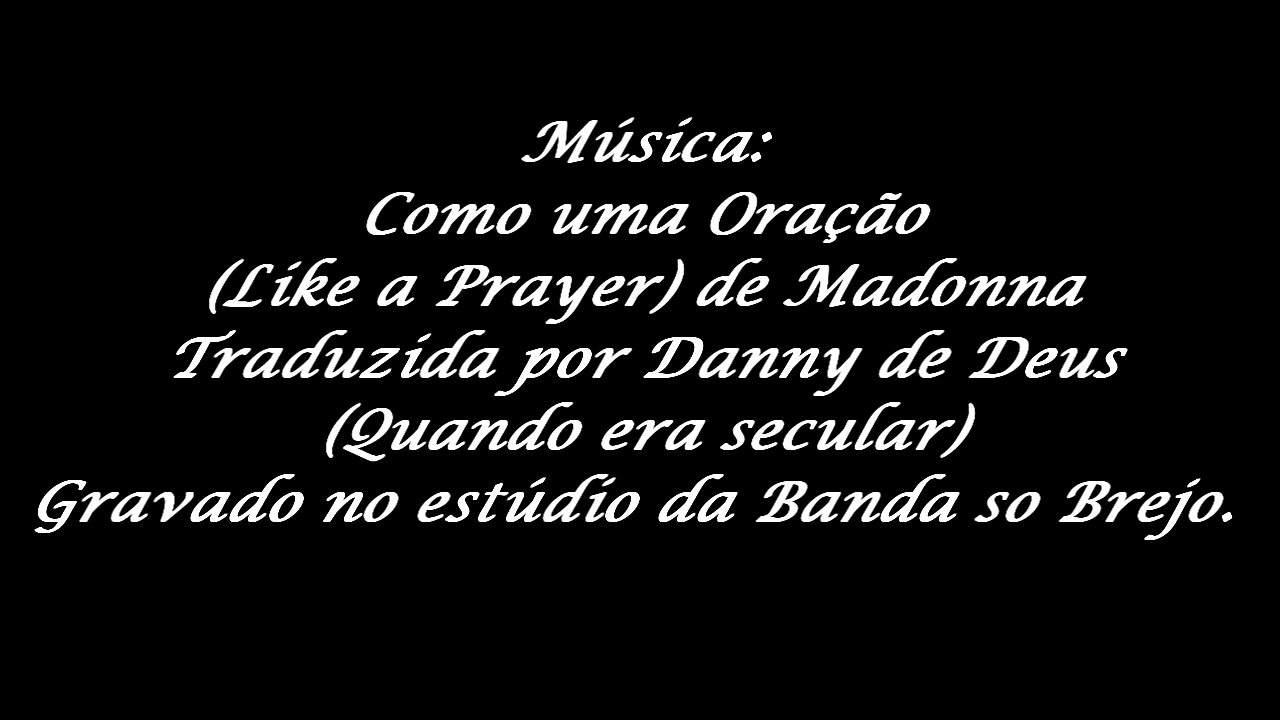 Música:
Como uma Oração
(Like a Prayer) de Madonna
Traduzida por Danny de Deus
(Quando era secular)
Gravado no estúdio da Banda so Brejo.